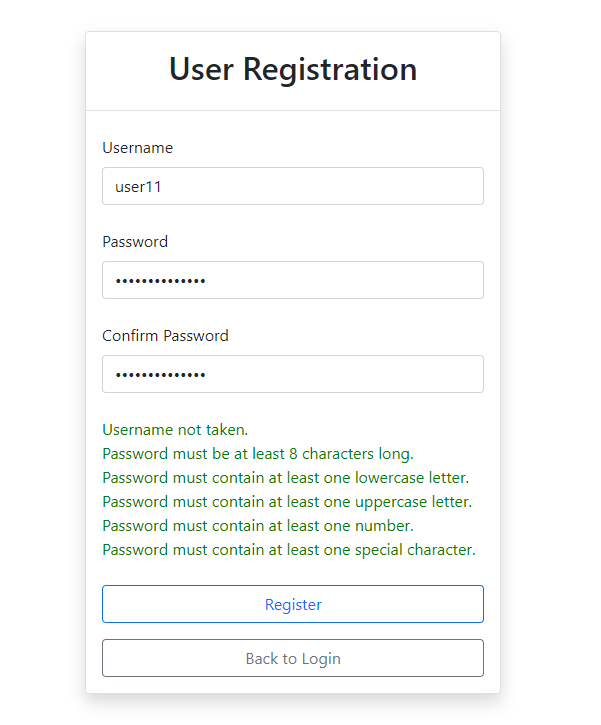 User Registration
Username
user11
Password
••••••••••••••
Confirm Password
••••••••••••••
Username not taken.
Password must be at least 8 characters long.
Password must contain at least one lowercase letter.
Password must contain at least one uppercase letter.
Password must contain at least one number.
Password must contain at least one special character.
Register
Back to Login